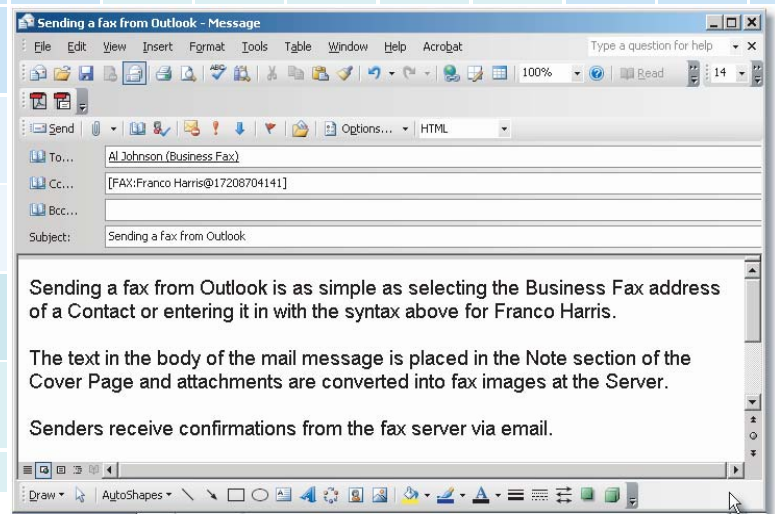 Sending a fax from Outlook - Message
File Edit View Insert Format Tools Table Window Help Acrobat Type a question for help
100% Read 14
Send Options... HTML
To... Al Johnson (Business Fax)
Cc... [FAX:Franco Harris@17208704141]
Bcc...
Subject: Sending a fax from Outlook
Sending a fax from Outlook is as simple as selecting the Business Fax address
of a Contact or entering it in with the syntax above for Franco Harris.
The text in the body of the mail message is placed in the Note section of the
Cover Page and attachments are converted into fax images at the Server.
Senders receive confirmations from the fax server via email.
Draw AutoShapes